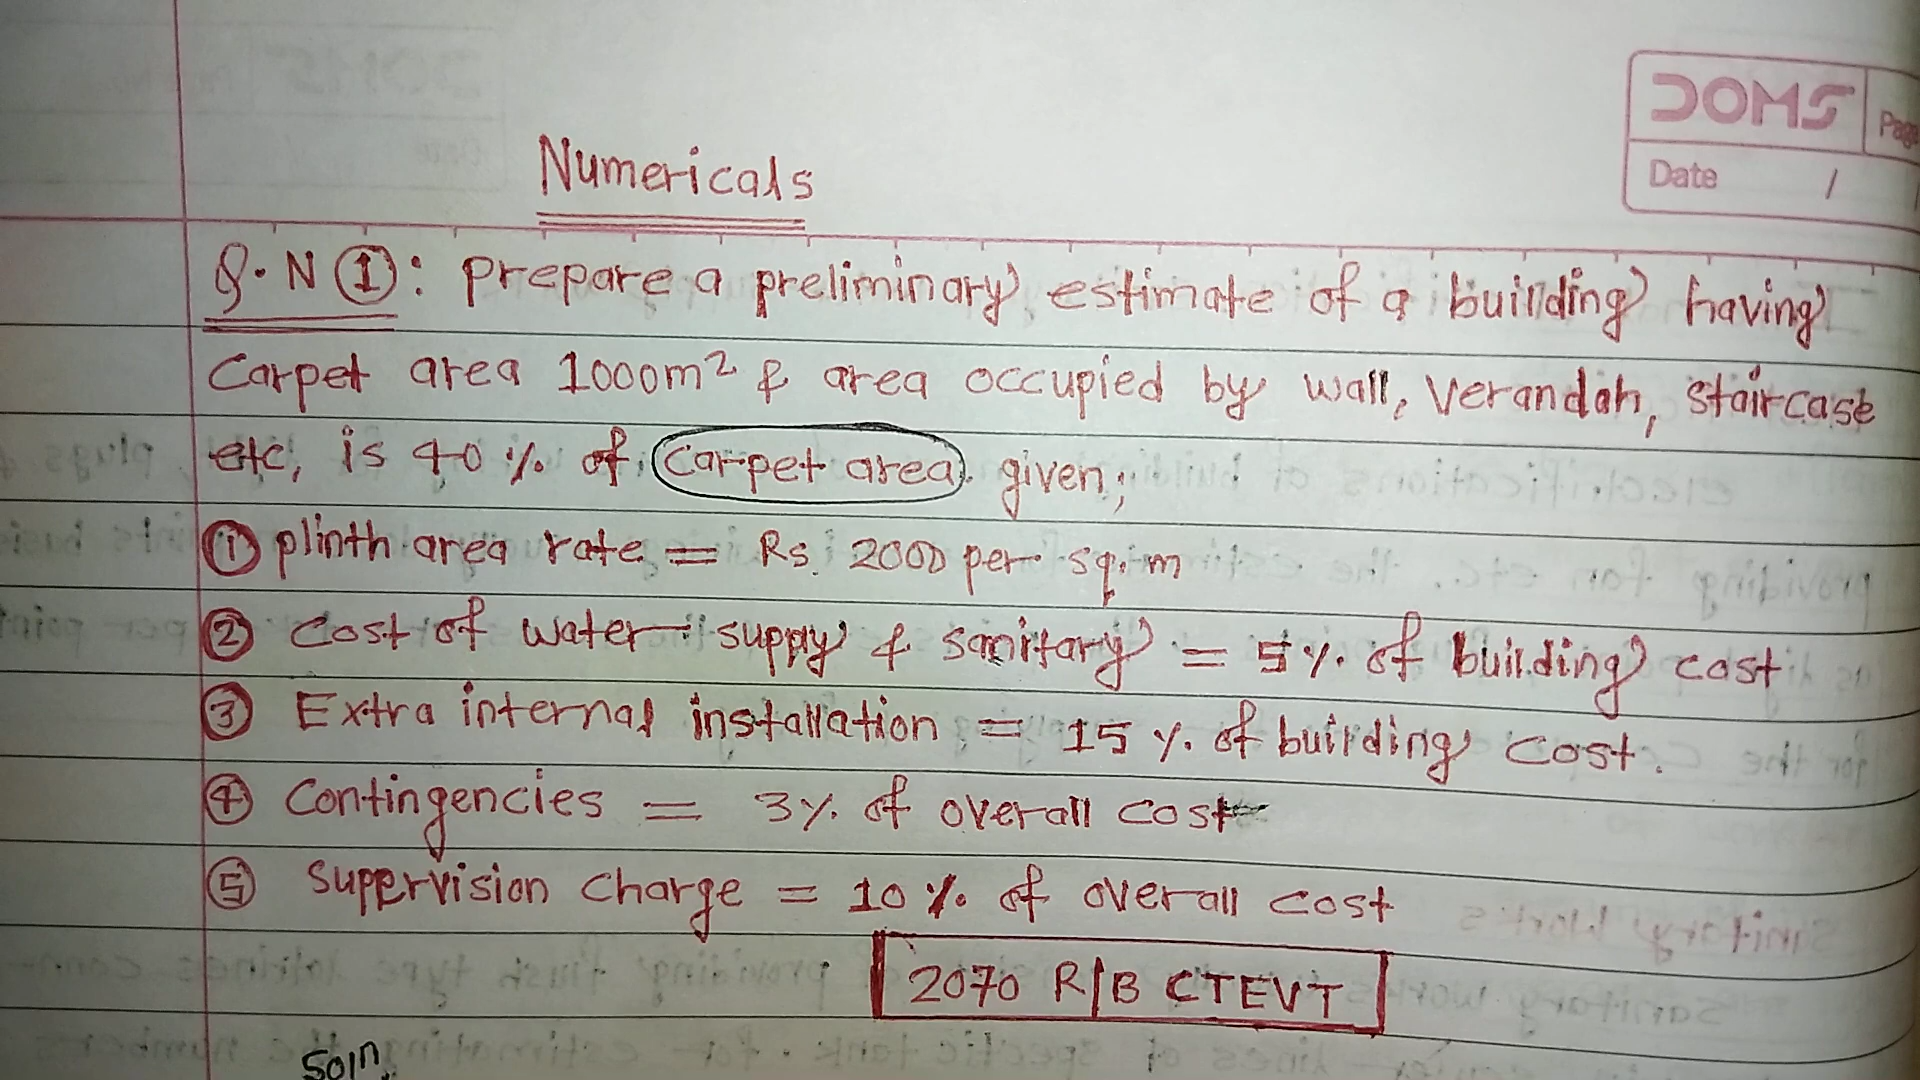 DOMS Page
Date / /
Numericals
Q.N ①: Prepare a preliminary estimate of a building having
Carpet area 1000m² & area occupied by wall, verandah, staircase
etc, is 40 % of carpet area. given;
① plinth area rate = Rs. 2000 per sq.m
② Cost of water supply & sanitary = 5 % of building cost
③ Extra internal installation = 15 % of building cost.
④ Contingencies = 3 % of overall cost
⑤ Supervision charge = 10 % of overall cost
2070 R/B CTEVT
Soln,